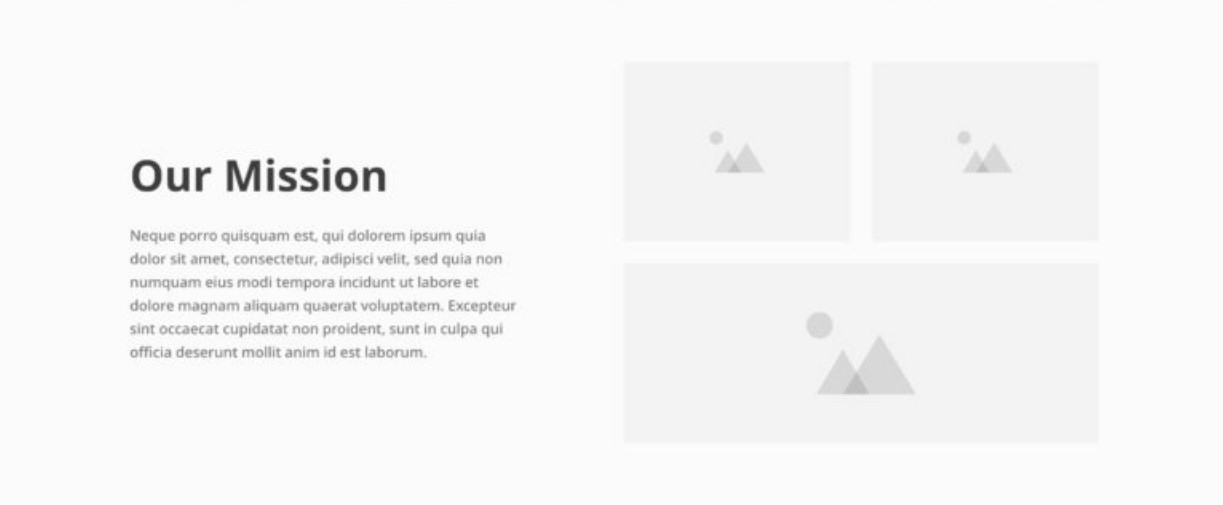 Our Mission
Neque porro quisquam est, qui dolorem ipsum quia
dolor sit amet, consectetur, adipisci velit, sed quia non
numquam eius modi tempora incidunt ut labore et
dolore magnam aliquam quaerat voluptatem. Excepteur
sint occaecat cupidatat non proident, sunt in culpa qui
officia deserunt mollit anim id est laborum.